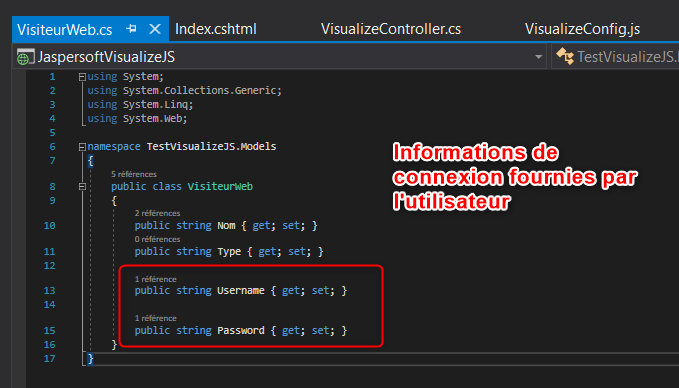 VisiteurWeb.cs Index.cshtml VisualizeController.cs VisualizeConfig.js
JaspersoftVisualizeJS TestVisualizeJS.
1 using System;
2 using System.Collections.Generic;
3 using System.Linq;
4 using System.Web;
5
6 namespace TestVisualizeJS.Models
7 {
5 références
8 public class VisiteurWeb
9 {
2 références
10 public string Nom { get; set; }
0 références
11 public string Type { get; set; }
12
1 référence
13 public string Username { get; set; }
14
1 référence
15 public string Password { get; set; }
16 }
17 }
Informations de
connexion fournies par
l'utilisateur